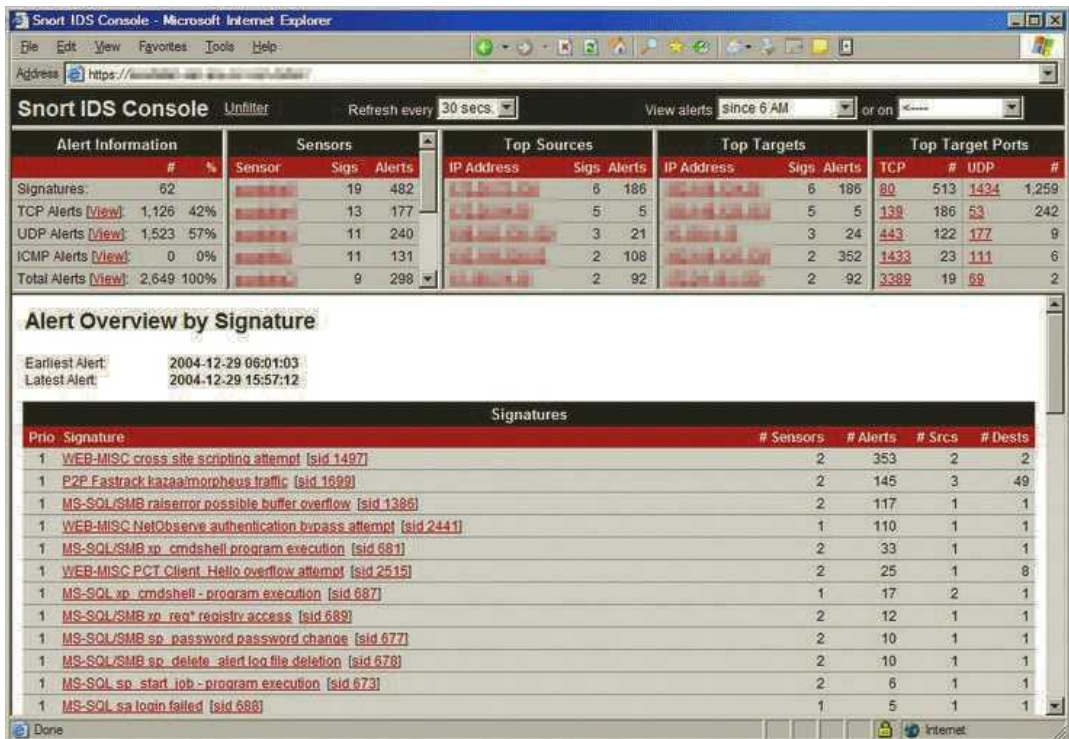 Snort IDS Console - Microsoft Internet Explorer
File Edit View Favorites Tools Help
Address https://
Snort IDS Console Unfilter Refresh every 30 secs. View alerts since 6 AM or on <----
Alert Information Sensors Top Sources Top Targets Top Target Ports
# % Sensor Sigs Alerts IP Address Sigs Alerts IP Address Sigs Alerts TCP # UDP #
Signatures: 62 19 482 6 186 6 186 80 513 1434 1,259
TCP Alerts [View]: 1,126 42% 13 177 5 5 5 5 139 186 53 242
UDP Alerts [View]: 1,523 57% 11 240 3 21 3 24 443 122 177 9
ICMP Alerts [View]: 0 0% 11 131 2 108 2 352 1433 23 111 6
Total Alerts [View]: 2,649 100% 9 298 2 92 2 92 3389 19 69 2
Alert Overview by Signature
Earliest Alert: 2004-12-29 06:01:03
Latest Alert: 2004-12-29 15:57:12
Signatures
Prio Signature # Sensors # Alerts # Srcs # Dests
1 WEB-MISC cross site scripting attempt [sid 1497] 2 353 2 2
1 P2P Fastrack kazaa/morpheus traffic [sid 1699] 2 145 3 49
1 MS-SQL/SMB raiserror possible buffer overflow [sid 1386] 2 117 1 1
1 WEB-MISC NetObserve authentication bypass attempt [sid 2441] 1 110 1 1
1 MS-SQL/SMB xp_cmdshell program execution [sid 681] 2 33 1 1
1 WEB-MISC PCT Client_Hello overflow attempt [sid 2515] 2 25 1 8
1 MS-SQL xp_cmdshell - program execution [sid 687] 1 17 2 1
1 MS-SQL/SMB xp_reg* registry access [sid 689] 2 12 1 1
1 MS-SQL/SMB sp_password password change [sid 677] 2 10 1 1
1 MS-SQL/SMB sp_delete_alert log file deletion [sid 678] 2 10 1 1
1 MS-SQL sp_start_job - program execution [sid 673] 2 6 1 1
1 MS-SQL sa login failed [sid 688] 1 5 1 1
Done Internet